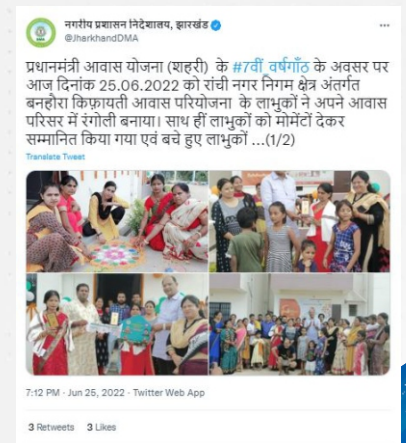 नगरीय प्रशासन निदेशालय, झारखंड
@JharkhandDMA
प्रधानमंत्री आवास योजना (शहरी) के #7वीं_वर्षगाँठ के अवसर पर
आज दिनांक 25.06.2022 को रांची नगर निगम क्षेत्र अंतर्गत
बनहौरा किफ़ायती आवास परियोजना के लाभुकों ने अपने आवास
परिसर में रंगोली बनाया। साथ हीं लाभुकों को मोमेंटों देकर
सम्मानित किया गया एवं बचे हुए लाभुकों ...(1/2)
Translate Tweet
7:12 PM · Jun 25, 2022 · Twitter Web App
3 Retweets 3 Likes